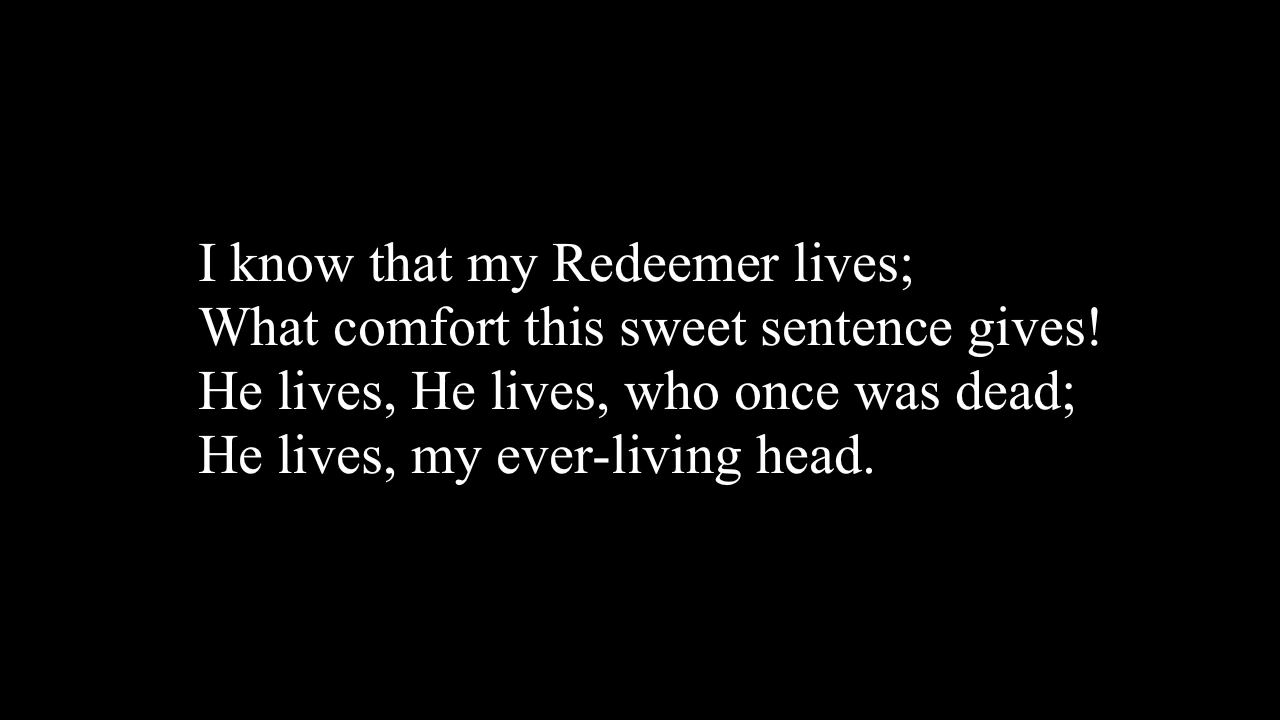 I know that my Redeemer lives;
What comfort this sweet sentence gives!
He lives, He lives, who once was dead;
He lives, my ever-living head.